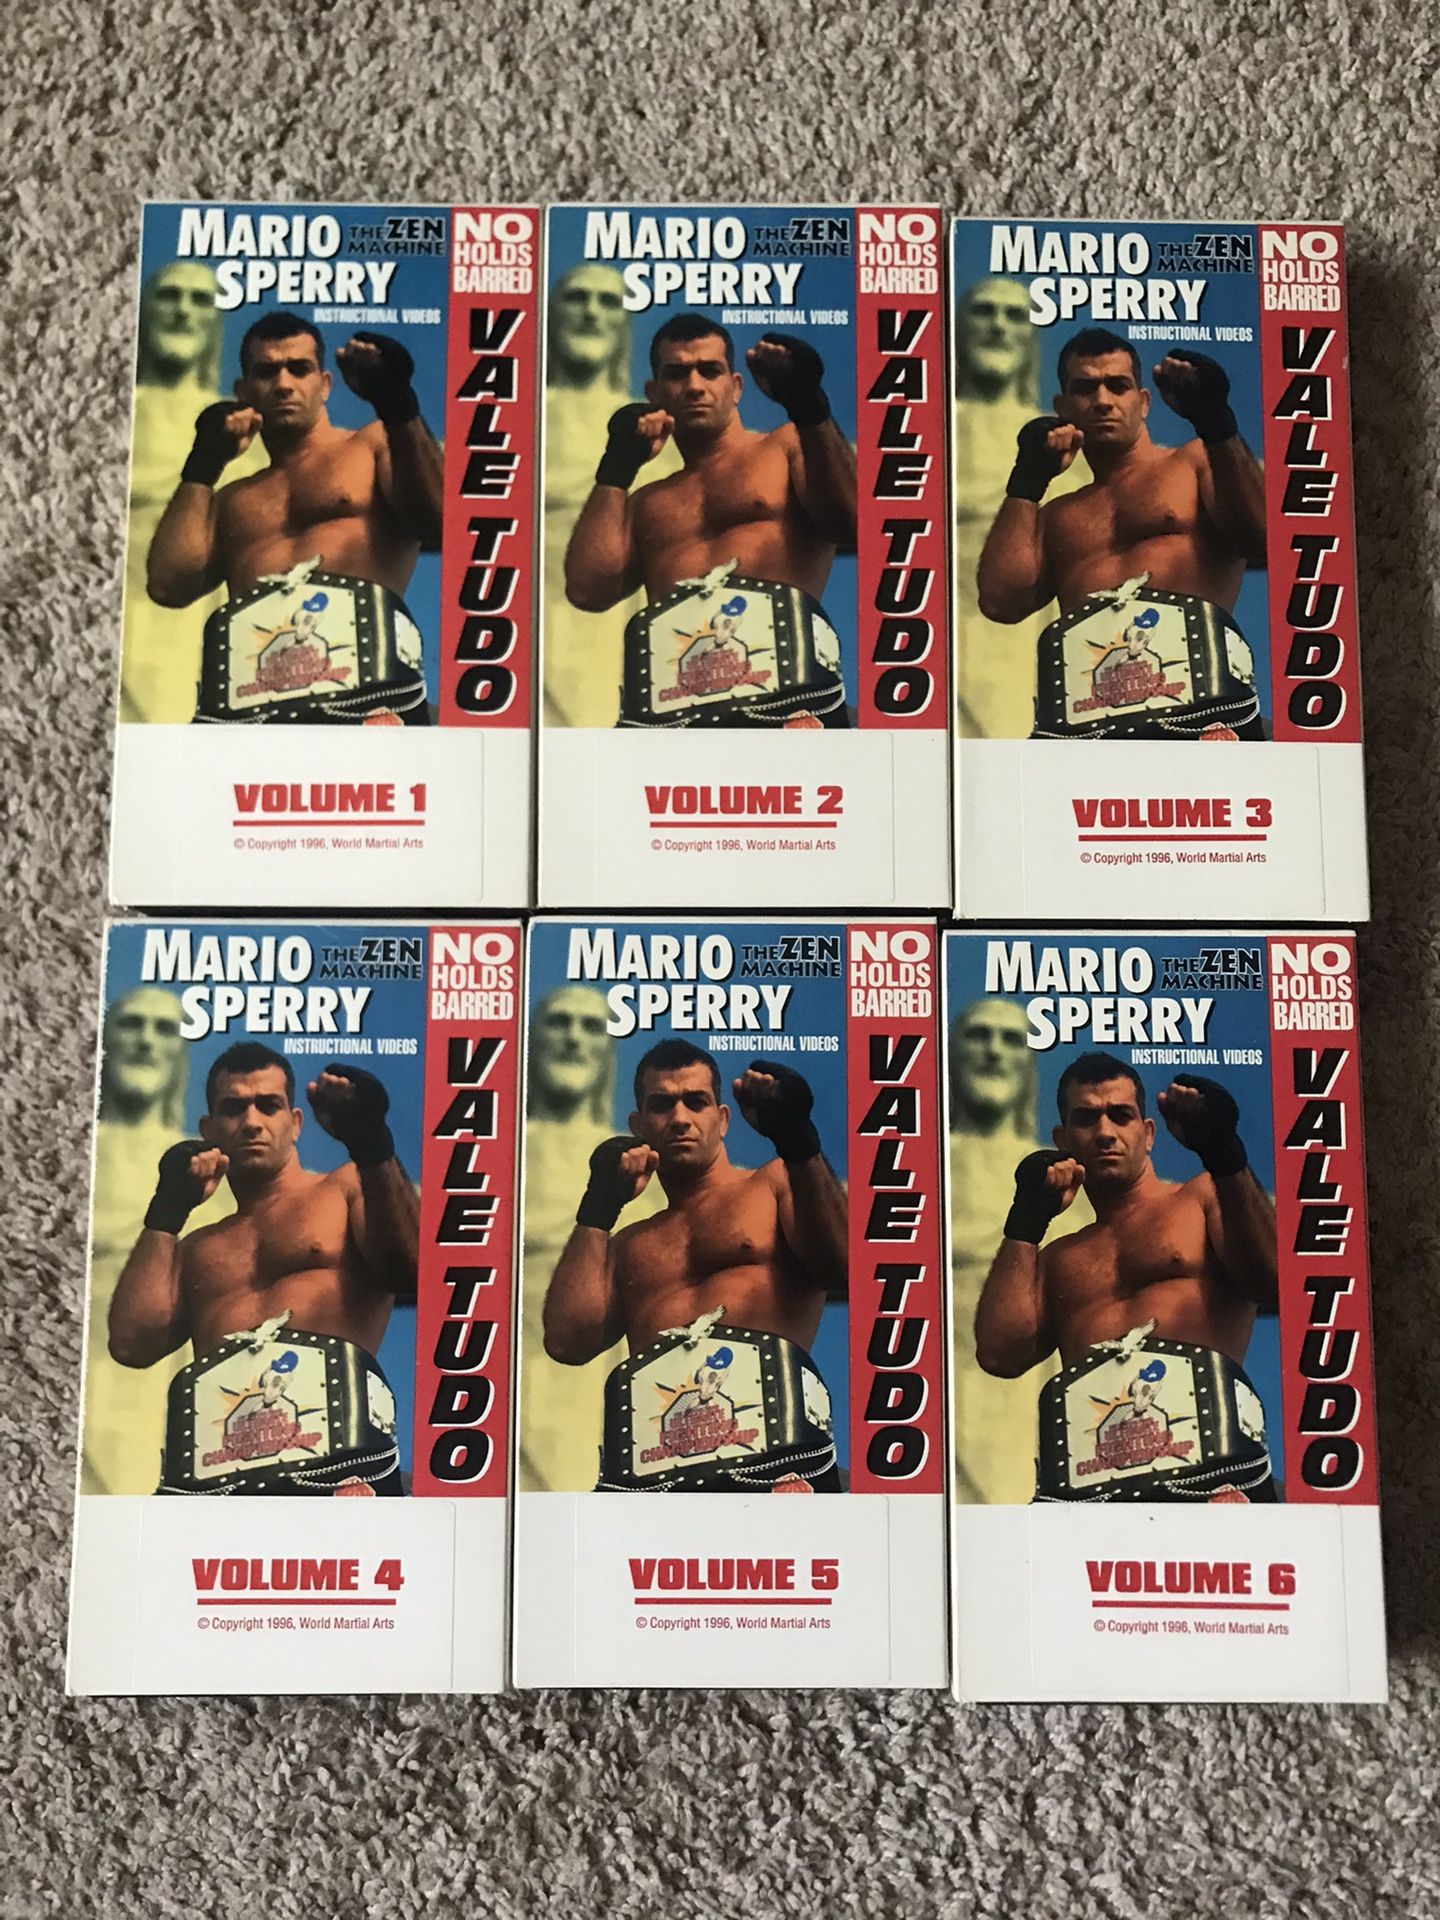 MARIO THE ZEN
SPERRY MACHINE
INSTRUCTIONAL VIDEOS
NO
HOLDS
BARRED
VALE TUDO
VOLUME 1
© Copyright 1996, World Martial Arts
MARIO THE ZEN
SPERRY MACHINE
INSTRUCTIONAL VIDEOS
NO
HOLDS
BARRED
VALE TUDO
VOLUME 2
© Copyright 1996, World Martial Arts
MARIO THE ZEN
SPERRY MACHINE
INSTRUCTIONAL VIDEOS
NO
HOLDS
BARRED
VALE TUDO
VOLUME 3
© Copyright 1996, World Martial Arts
MARIO THE ZEN
SPERRY MACHINE
INSTRUCTIONAL VIDEOS
NO
HOLDS
BARRED
VALE TUDO
CHAMPIONSHIP
VOLUME 4
© Copyright 1996, World Martial Arts
MARIO THE ZEN
SPERRY MACHINE
INSTRUCTIONAL VIDEOS
NO
HOLDS
BARRED
VALE TUDO
CHAMPIONSHIP
VOLUME 5
© Copyright 1996, World Martial Arts
MARIO THE ZEN
SPERRY MACHINE
INSTRUCTIONAL VIDEOS
NO
HOLDS
BARRED
VALE TUDO
CHAMPIONSHIP
VOLUME 6
© Copyright 1996, World Martial Arts